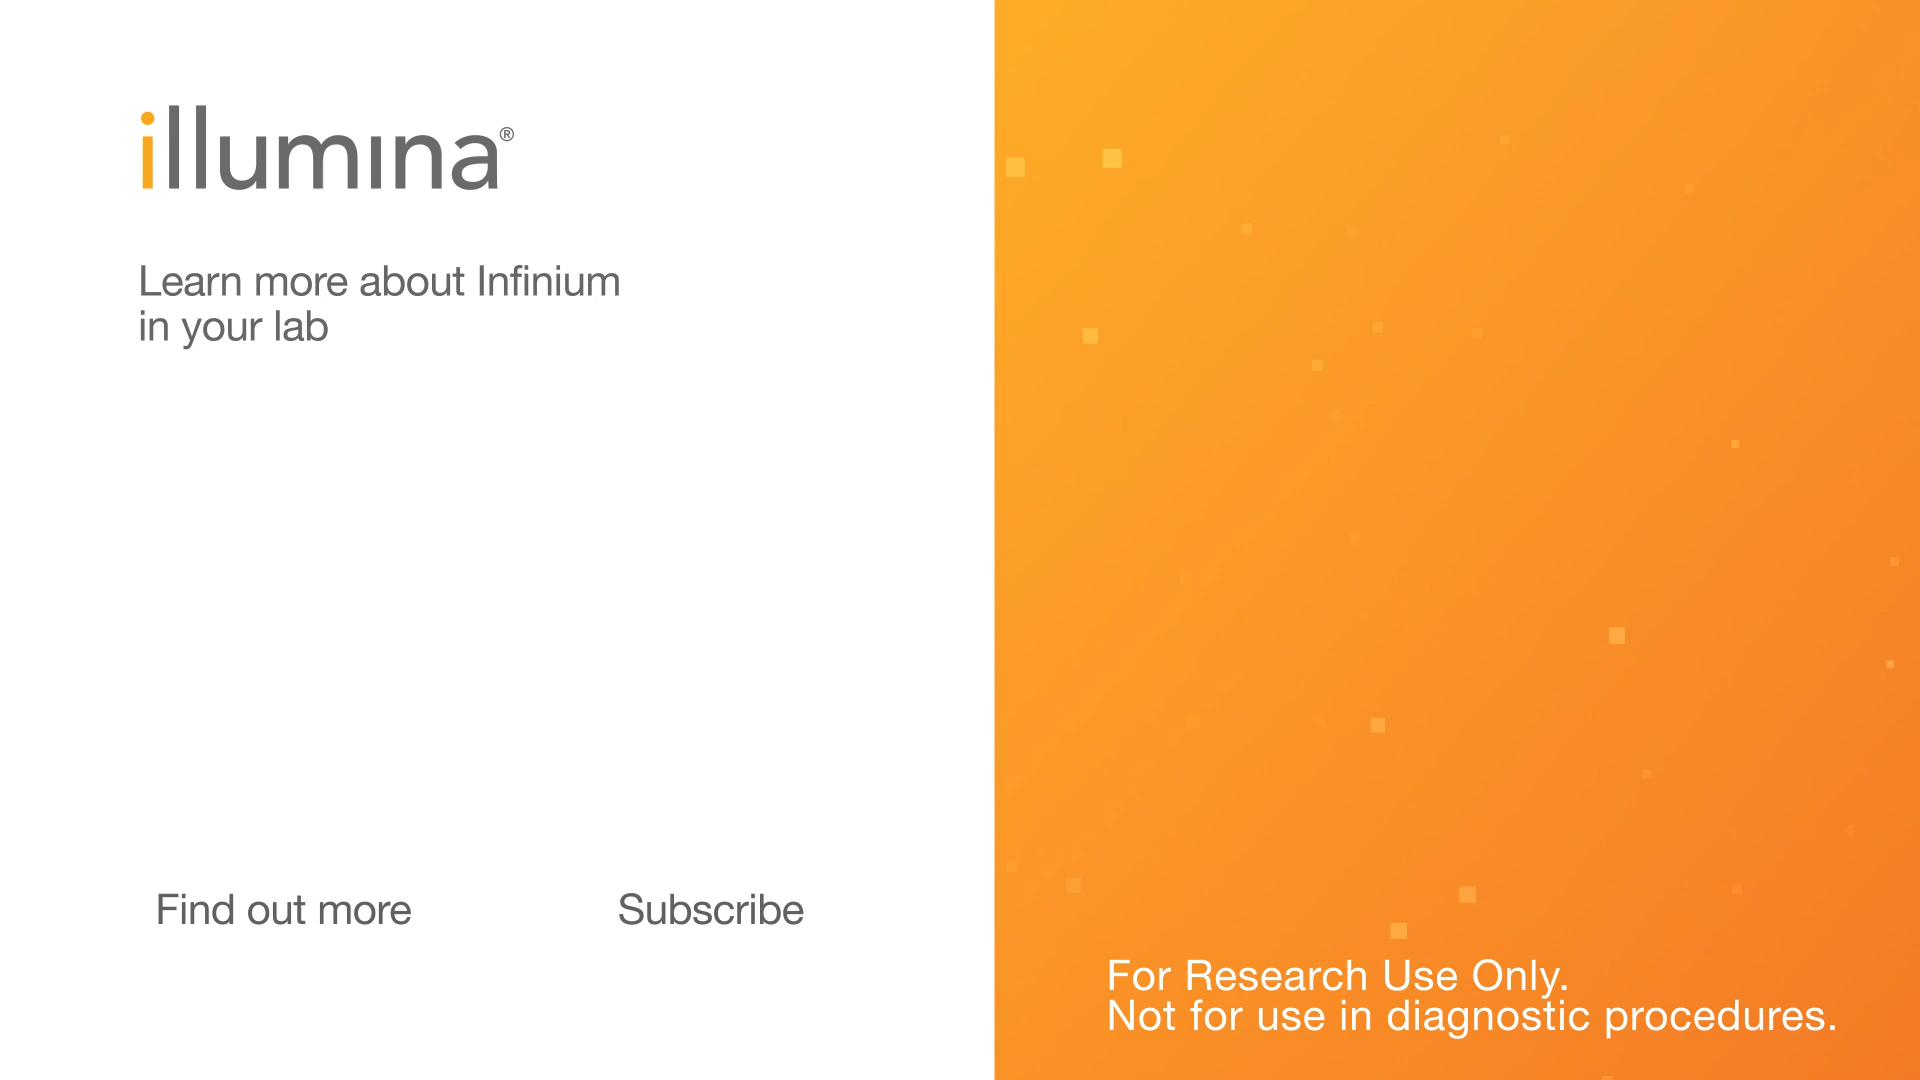 illumina®
Learn more about Infinium
in your lab
Find out more
Subscribe
For Research Use Only.
Not for use in diagnostic procedures.